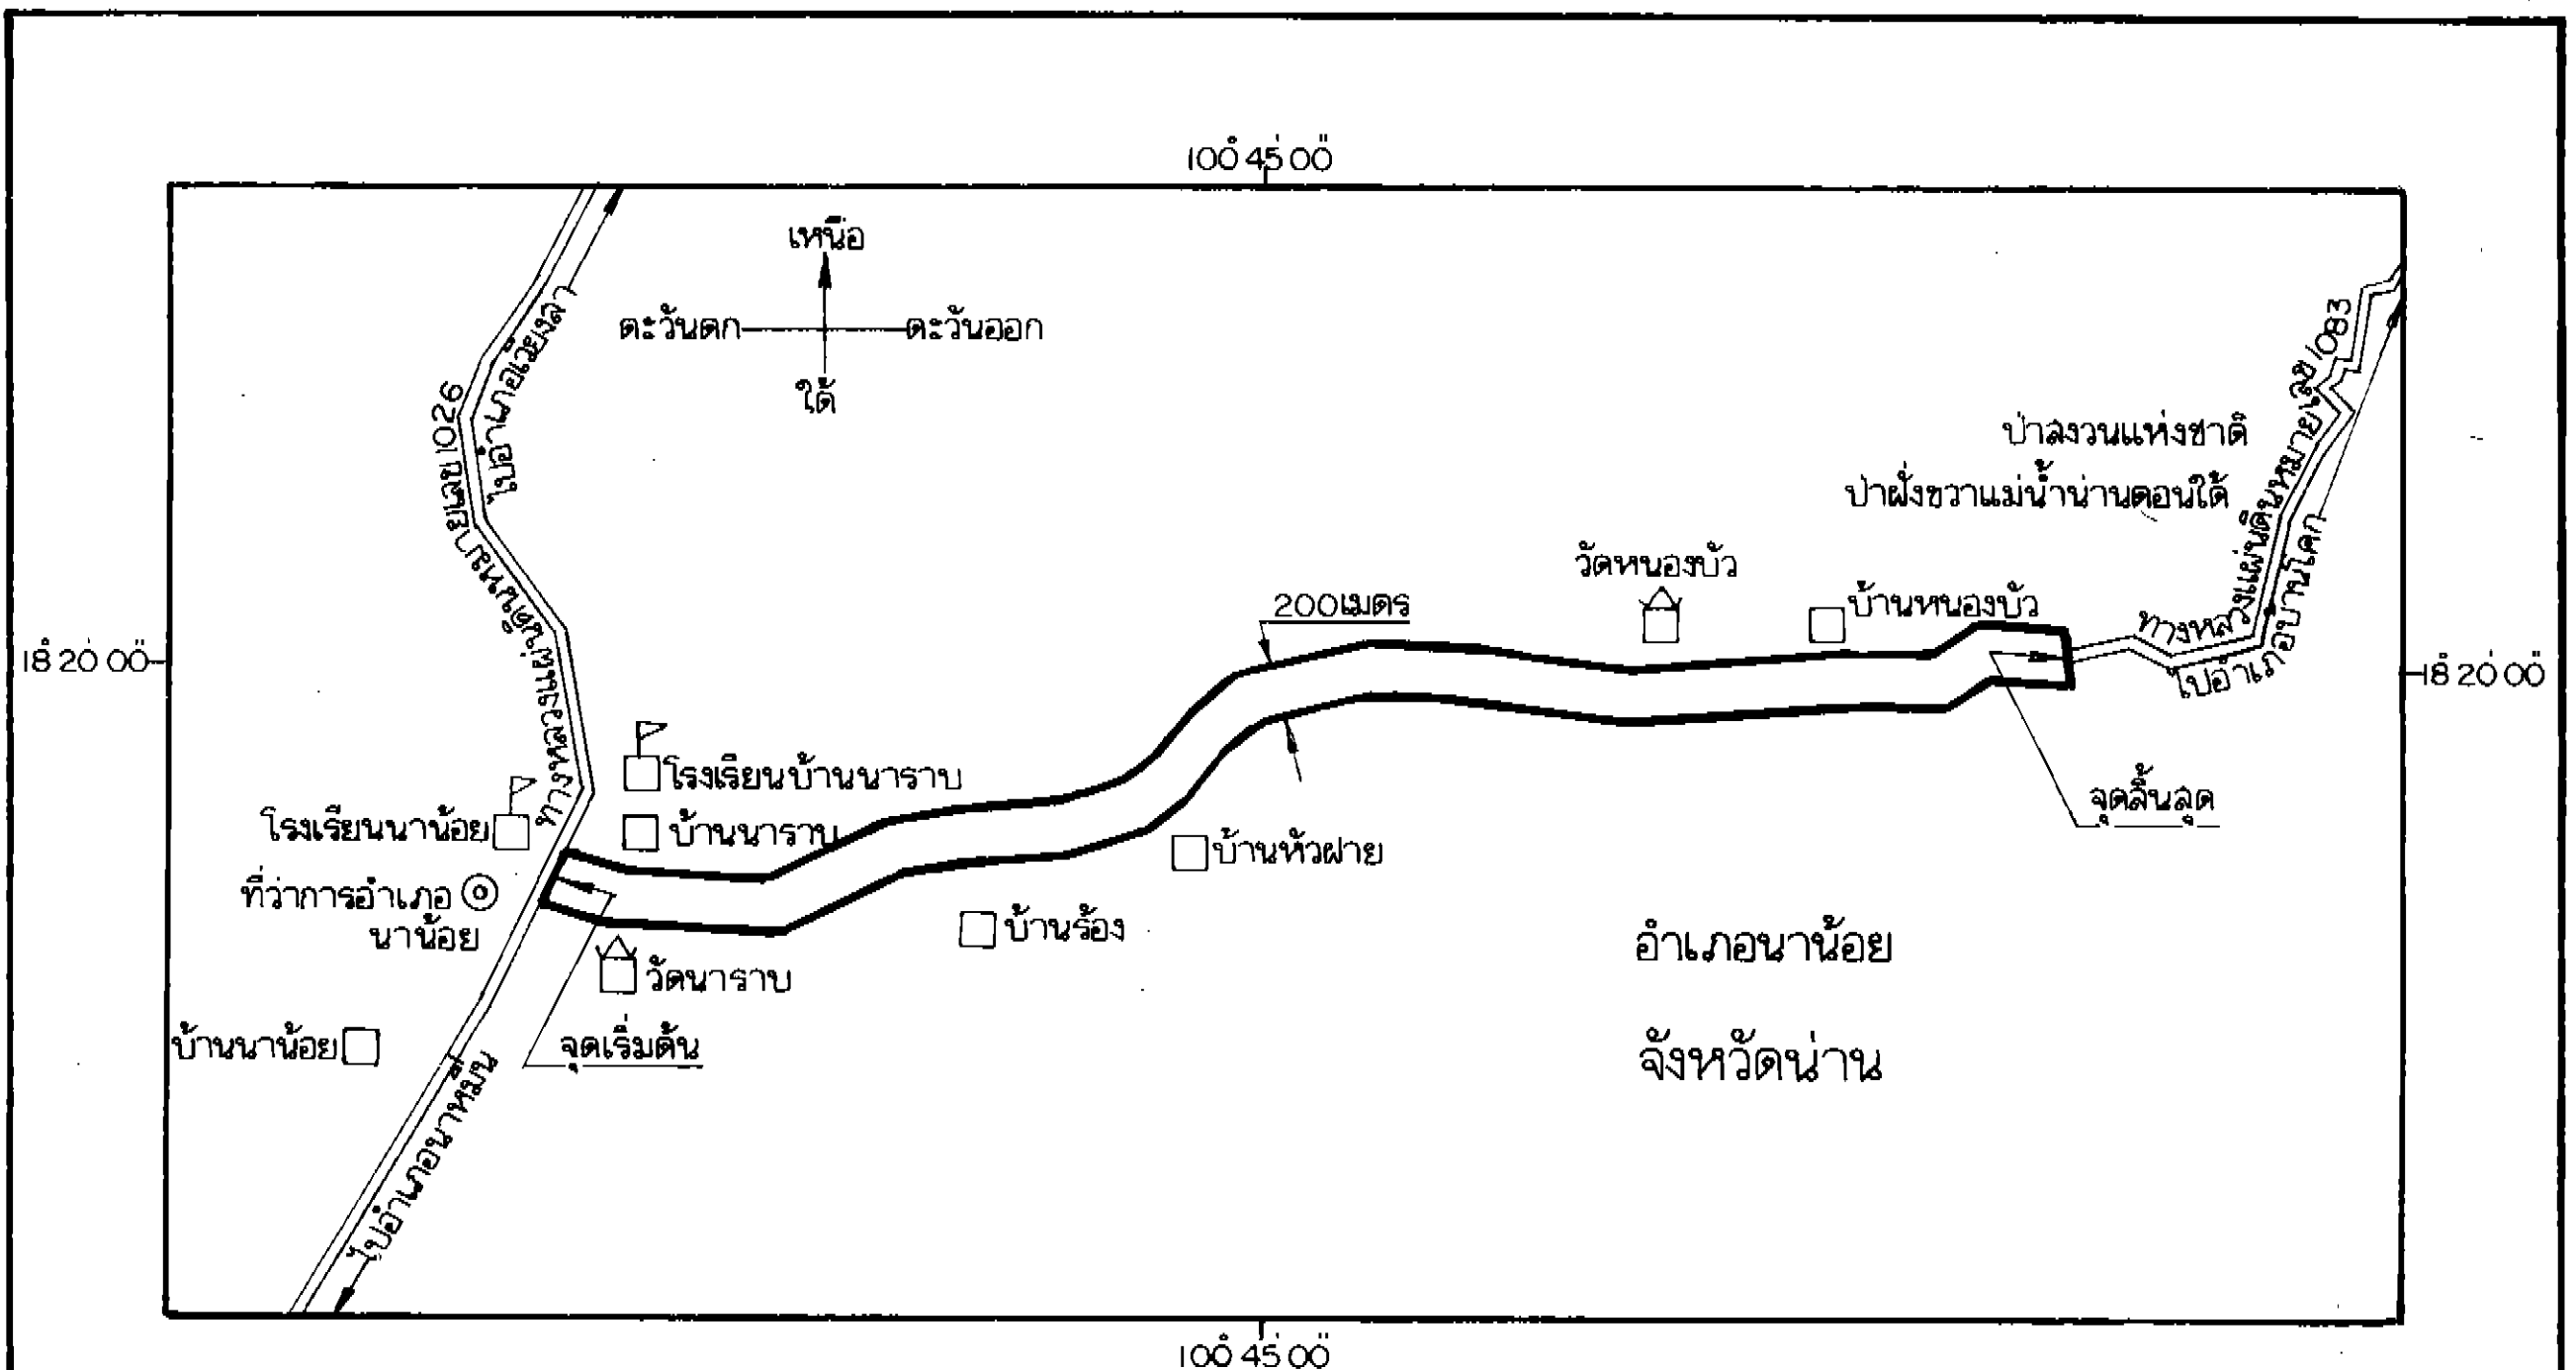 100° 45' 00"
เหนือ
ตะวันตก
ตะวันออก
ใต้
ทางหลวงแผ่นดินหมายเลข 1026
ไปอำเภอเวียงสา
ทางหลวงแผ่นดินหมายเลข 1083
ไปอำเภอบ้านโคก
ป่าสงวนแห่งชาติ
ป่าฝั่งขวาแม่น้ำน่านตอนใต้
วัดหนองบัว
บ้านหนองบัว
200เมตร
18° 20' 00"
18° 20' 00"
โรงเรียนบ้านนาราบ
โรงเรียนนาน้อย
บ้านนาราบ
จุดสิ้นสุด
บ้านหัวฝาย
ที่ว่าการอำเภอ
นาน้อย
บ้านร้อง
วัดนาราบ
อำเภอนาน้อย
จังหวัดน่าน
บ้านนาน้อย
จุดเริ่มต้น
ไปอำเภอนาหมื่น
100° 45' 00"